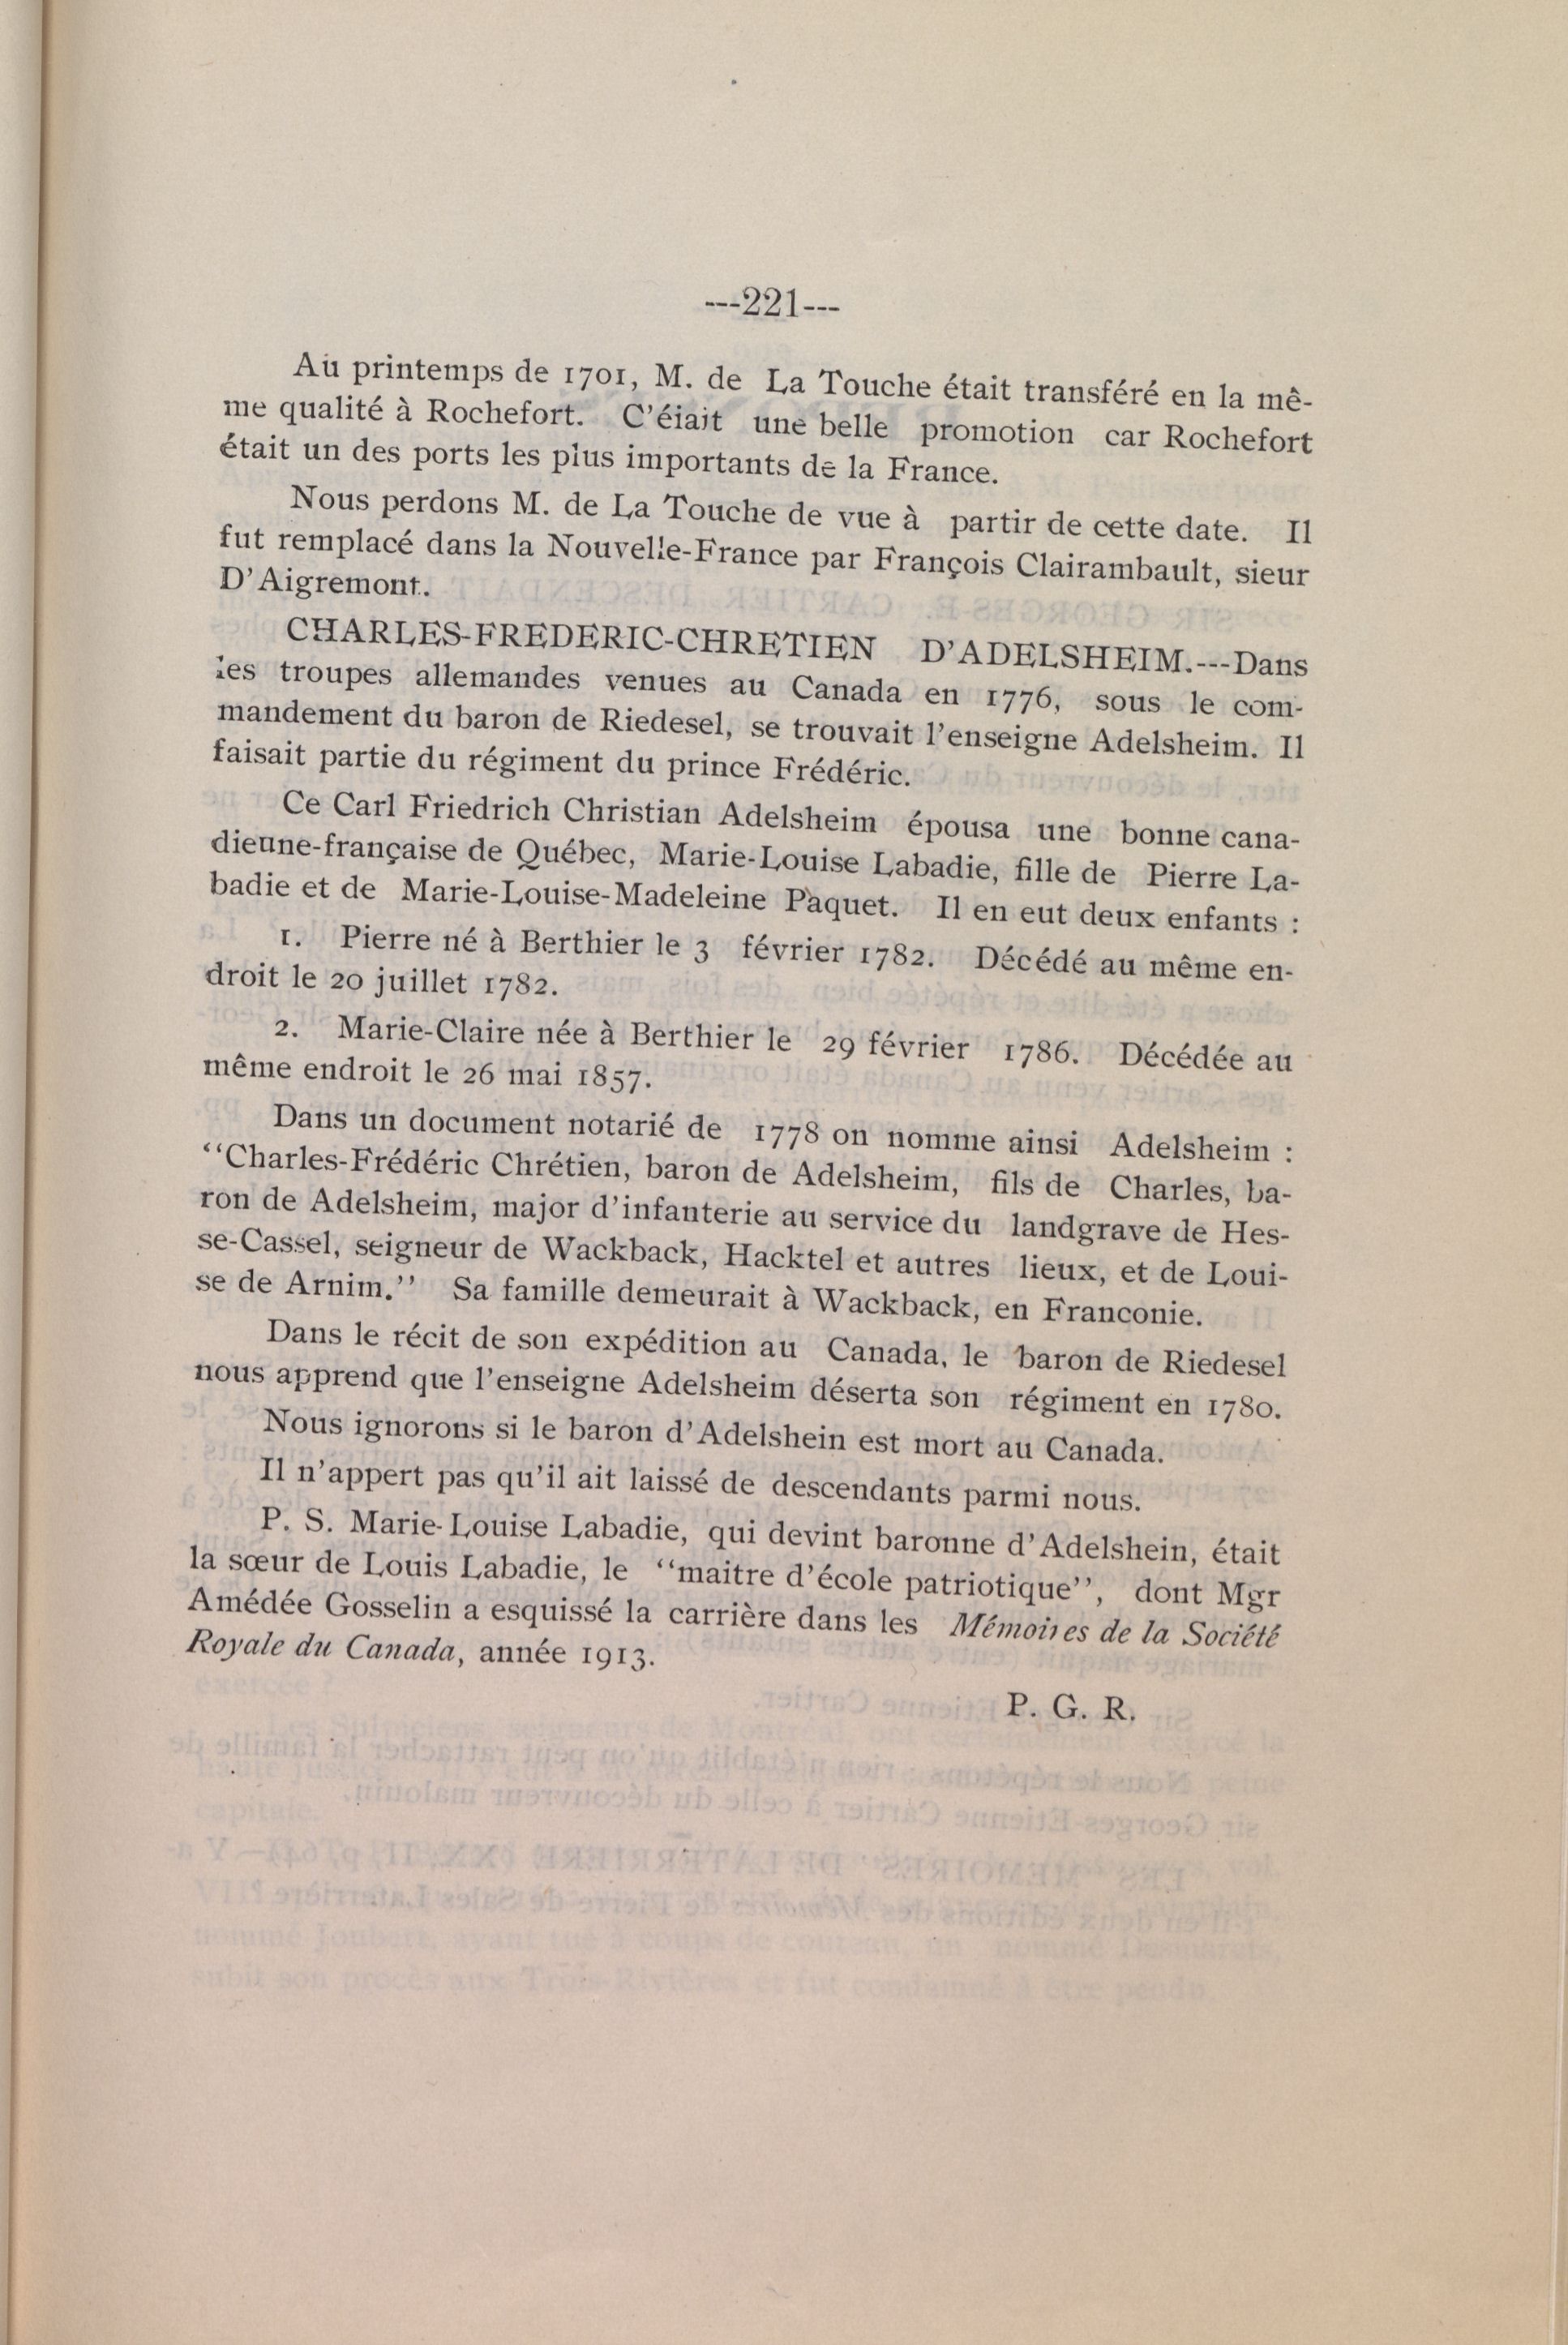 ---221---
Au printemps de 1701, M. de La Touche était transféré en la mê-
me qualité à Rochefort. C'éiait une belle promotion car Rochefort
était un des ports les plus importants de la France.
Nous perdons M. de La Touche de vue à partir de cette date. Il
fut remplacé dans la Nouvelle-France par François Clairambault, sieur
D'Aigremont.
CHARLES-FREDERIC-CHRETIEN D'ADELSHEIM.---Dans
les troupes allemandes venues au Canada en 1776, sous le com-
mandement du baron de Riedesel, se trouvait l'enseigne Adelsheim. Il
faisait partie du régiment du prince Frédéric.
Ce Carl Friedrich Christian Adelsheim épousa une bonne cana-
dienne-française de Québec, Marie-Louise Labadie, fille de Pierre La-
badie et de Marie-Louise-Madeleine Paquet. Il en eut deux enfants :
1. Pierre né à Berthier le 3 février 1782. Décédé au même en-
droit le 20 juillet 1782.
2. Marie-Claire née à Berthier le 29 février 1786. Décédée au
même endroit le 26 mai 1857.
Dans un document notarié de 1778 on nomme ainsi Adelsheim :
"Charles-Frédéric Chrétien, baron de Adelsheim, fils de Charles, ba-
ron de Adelsheim, major d'infanterie au service du landgrave de Hes-
se-Cassel, seigneur de Wackback, Hacktel et autres lieux, et de Loui-
se de Arnim." Sa famille demeurait à Wackback, en Franconie.
Dans le récit de son expédition au Canada, le baron de Riedesel
nous apprend que l'enseigne Adelsheim déserta son régiment en 1780.
Nous ignorons si le baron d'Adelshein est mort au Canada.
Il n'appert pas qu'il ait laissé de descendants parmi nous.
P. S. Marie-Louise Labadie, qui devint baronne d'Adelshein, était
la sœur de Louis Labadie, le "maitre d'école patriotique", dont Mgr
Amédée Gosselin a esquissé la carrière dans les Mémoires de la Société
Royale du Canada, année 1913.
P. G. R.